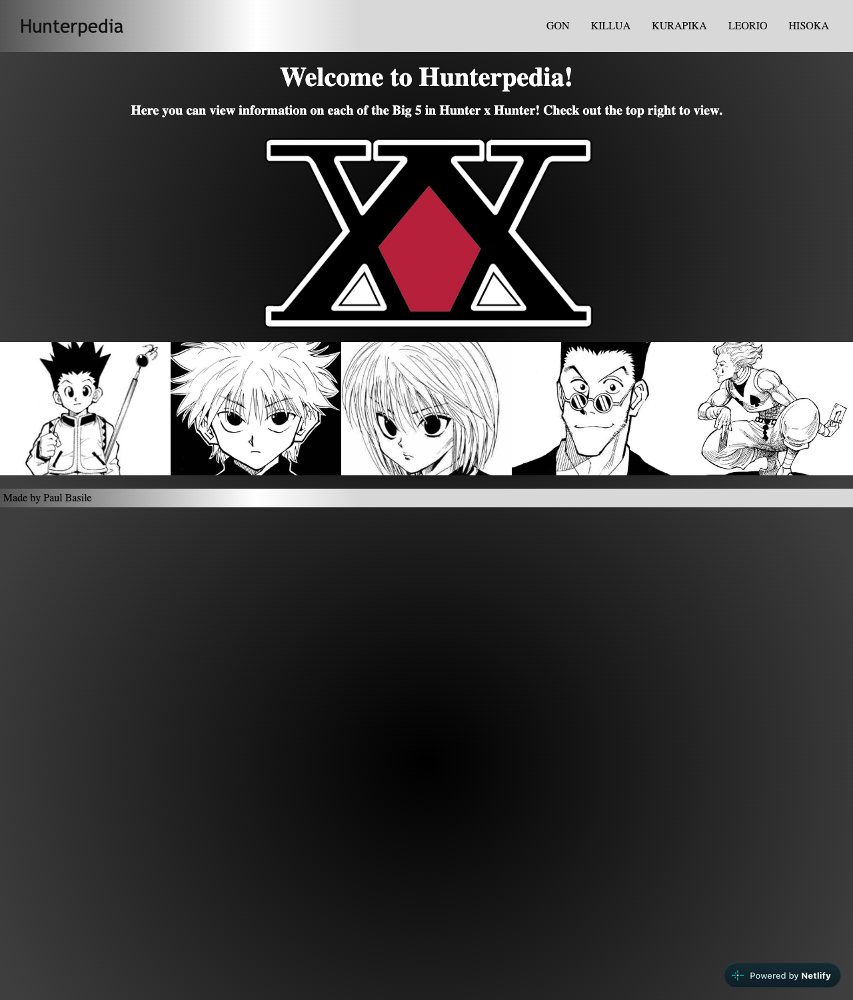 Hunterpedia
GON KILLUA KURAPIKA LEORIO HISOKA
Welcome to Hunterpedia!
Here you can view information on each of the Big 5 in Hunter x Hunter! Check out the top right to view.
Made by Paul Basile
Powered by Netlify